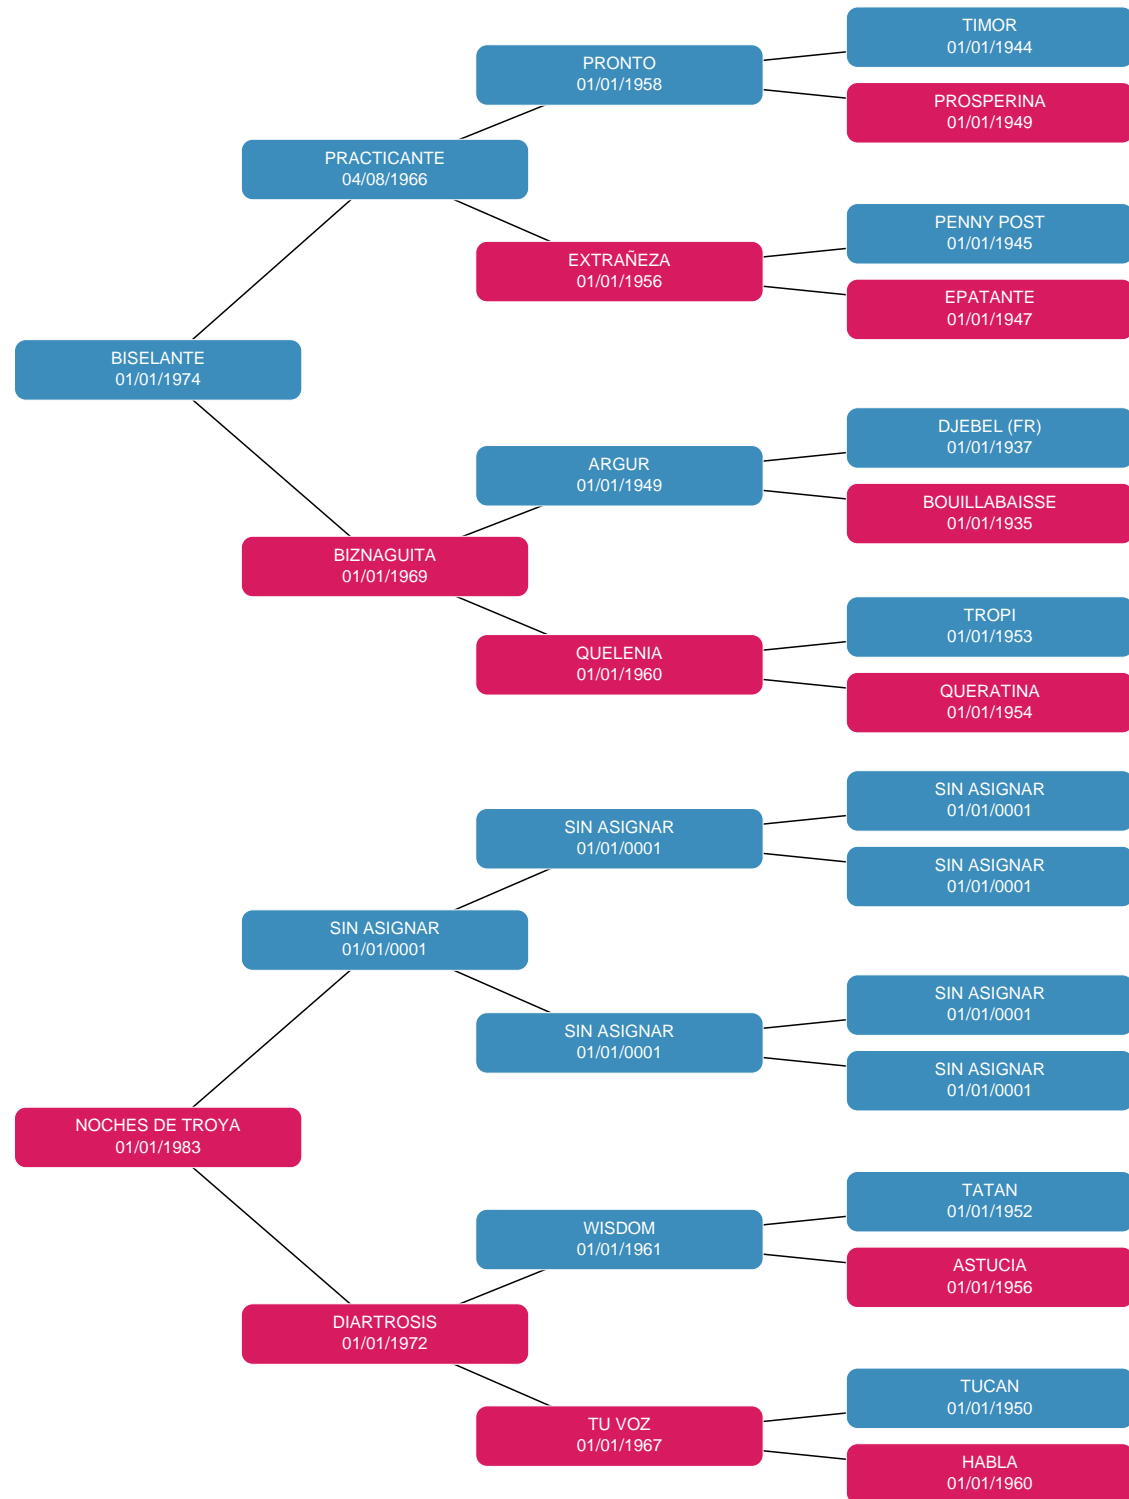 TIMOR
01/01/1944
PRONTO
01/01/1958
PROSPERINA
01/01/1949
PRACTICANTE
04/08/1966
PENNY POST
01/01/1945
EXTRAÑEZA
01/01/1956
EPATANTE
01/01/1947
BISELANTE
01/01/1974
DJEBEL (FR)
01/01/1937
ARGUR
01/01/1949
BOUILLABAISSE
01/01/1935
BIZNAGUITA
01/01/1969
TROPI
01/01/1953
QUELENIA
01/01/1960
QUERATINA
01/01/1954
SIN ASIGNAR
01/01/0001
SIN ASIGNAR
01/01/0001
SIN ASIGNAR
01/01/0001
SIN ASIGNAR
01/01/0001
SIN ASIGNAR
01/01/0001
SIN ASIGNAR
01/01/0001
SIN ASIGNAR
01/01/0001
NOCHES DE TROYA
01/01/1983
TATAN
01/01/1952
WISDOM
01/01/1961
ASTUCIA
01/01/1956
DIARTROSIS
01/01/1972
TUCAN
01/01/1950
TU VOZ
01/01/1967
HABLA
01/01/1960